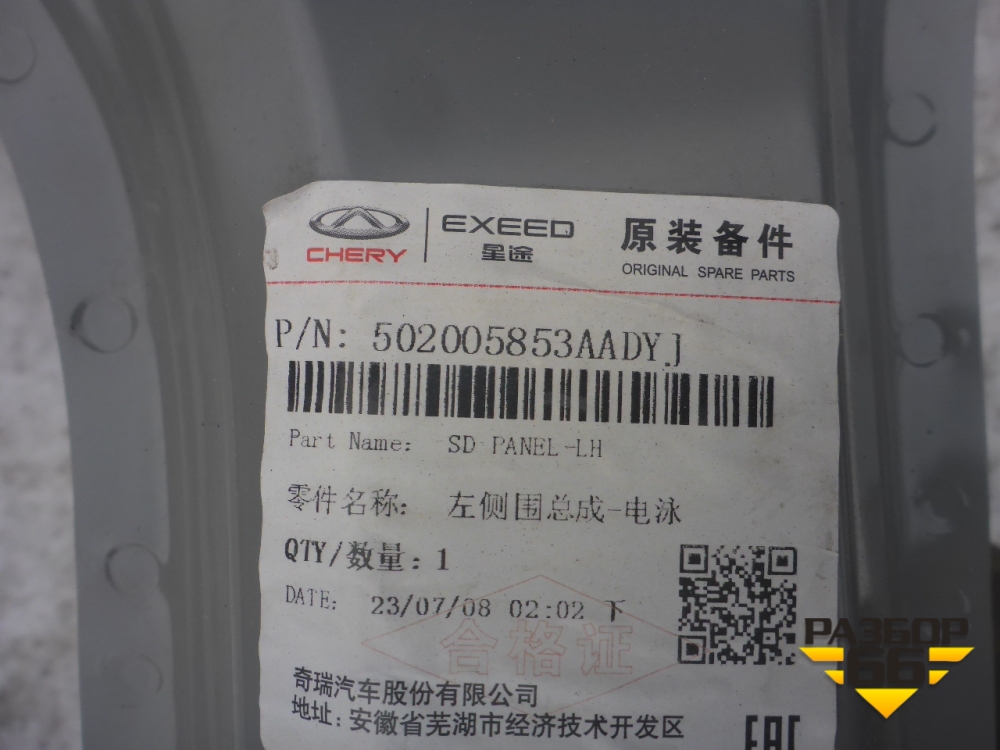 CHERY
EXEED
星途
原装备件
ORIGINAL SPARE PARTS
P/N: 502005853AADYJ
Part Name: SD PANEL-LH
零件名称: 左侧围总成-电泳
QTY/数量: 1
DATE: 23/07/08 02:02 下
合格证
奇瑞汽车股份有限公司
地址: 安徽省芜湖市经济技术开发区
EAC
РАЗБОР
66